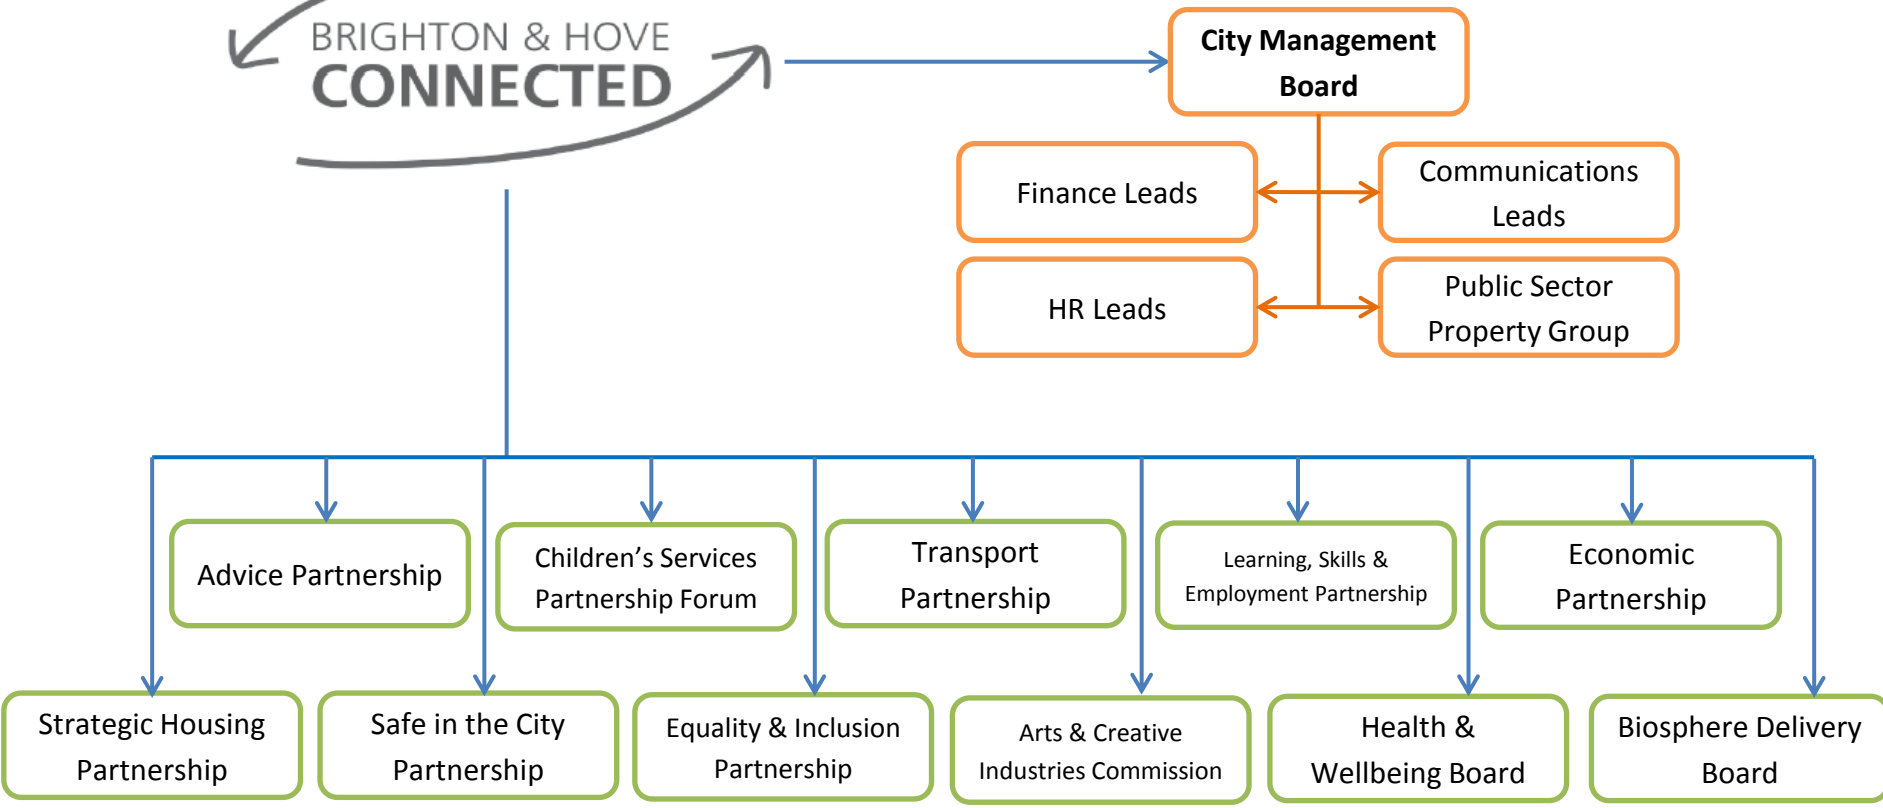 BRIGHTON & HOVE
CONNECTED
City Management
Board
Finance Leads
Communications
Leads
HR Leads
Public Sector
Property Group
Advice Partnership
Children’s Services
Partnership Forum
Transport
Partnership
Learning, Skills &
Employment Partnership
Economic
Partnership
Strategic Housing
Partnership
Safe in the City
Partnership
Equality & Inclusion
Partnership
Arts & Creative
Industries Commission
Health &
Wellbeing Board
Biosphere Delivery
Board